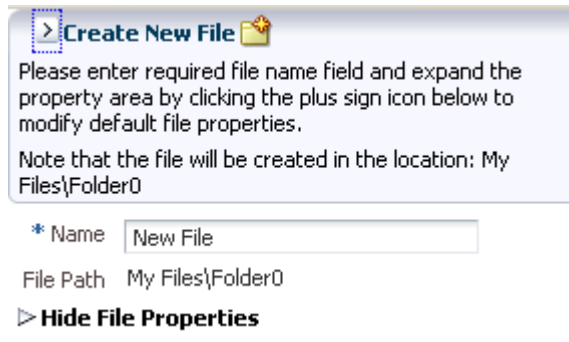 Create New File
Please enter required file name field and expand the
property area by clicking the plus sign icon below to
modify default file properties.
Note that the file will be created in the location: My
Files\Folder0
* Name New File
File Path My Files\Folder0
Hide File Properties